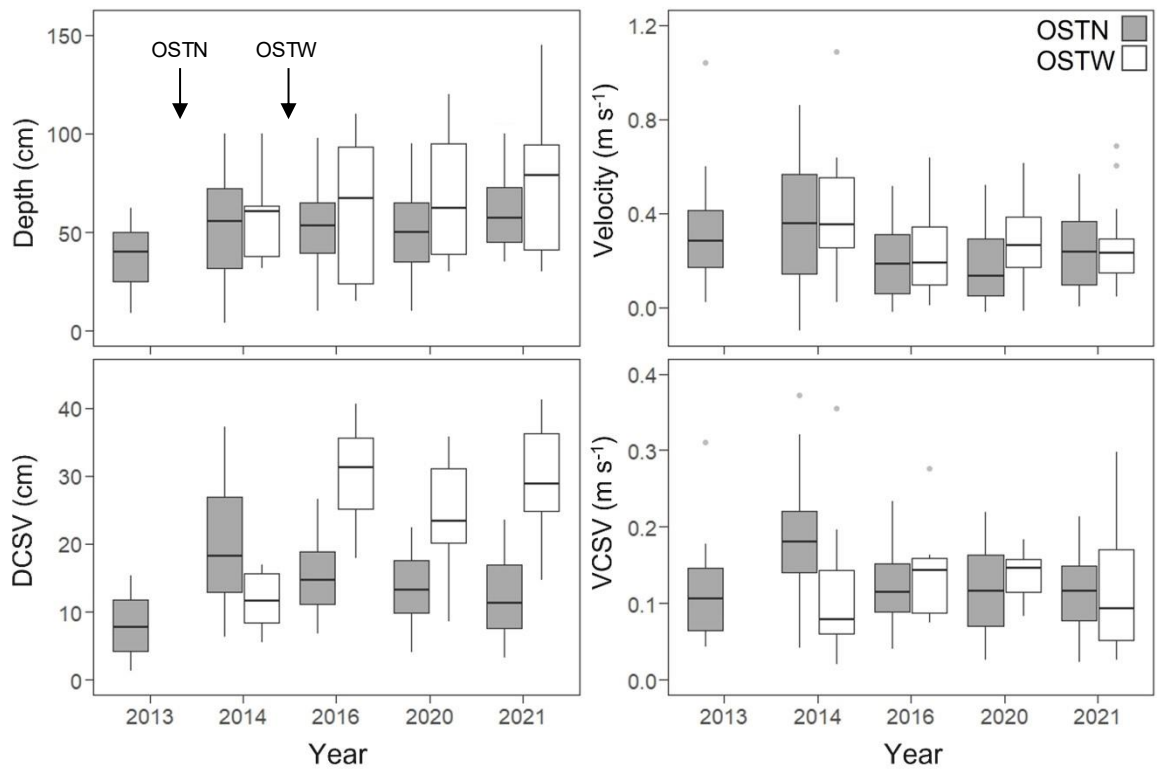 Depth (cm)
150
100
50
0
OSTN
OSTW
Velocity (m s-1)
1.2
0.8
0.4
0.0
OSTN
OSTW
DCSV (cm)
40
30
20
10
0
2013 2014 2016 2020 2021
Year
VCSV (m s-1)
0.4
0.3
0.2
0.1
0.0
2013 2014 2016 2020 2021
Year